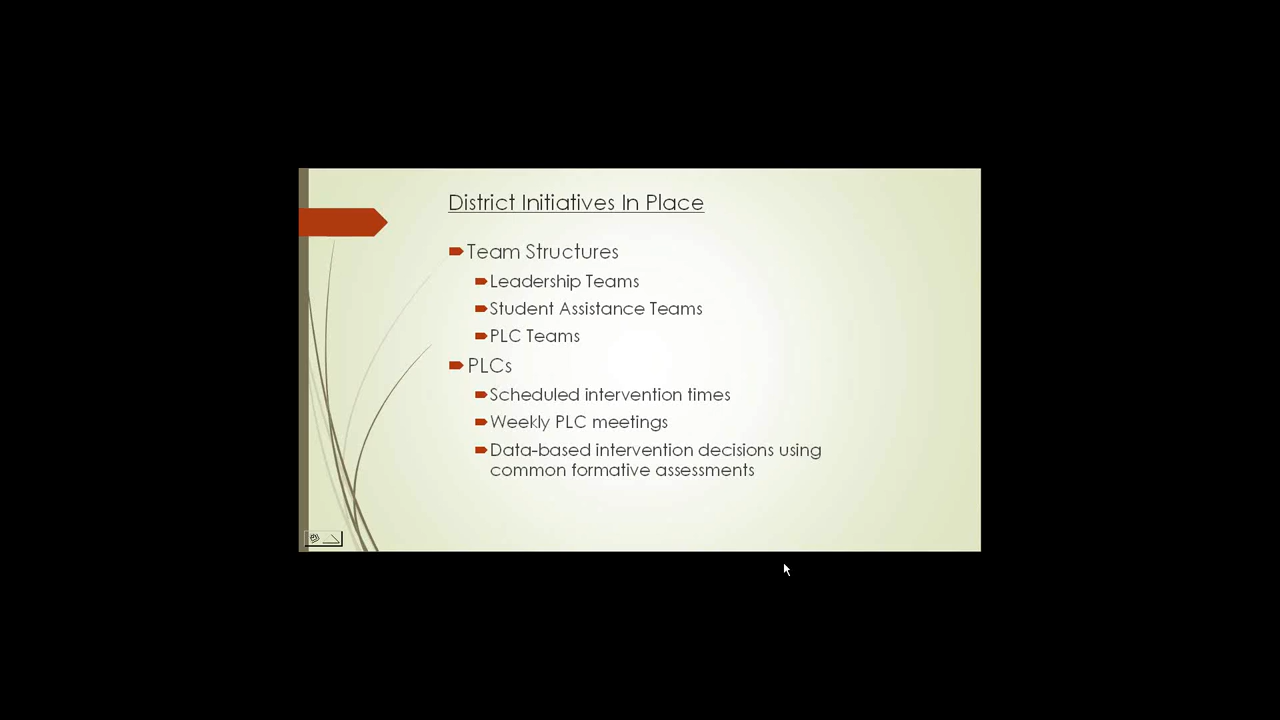 District Initiatives In Place
Team Structures
Leadership Teams
Student Assistance Teams
PLC Teams
PLCs
Scheduled intervention times
Weekly PLC meetings
Data-based intervention decisions using
common formative assessments